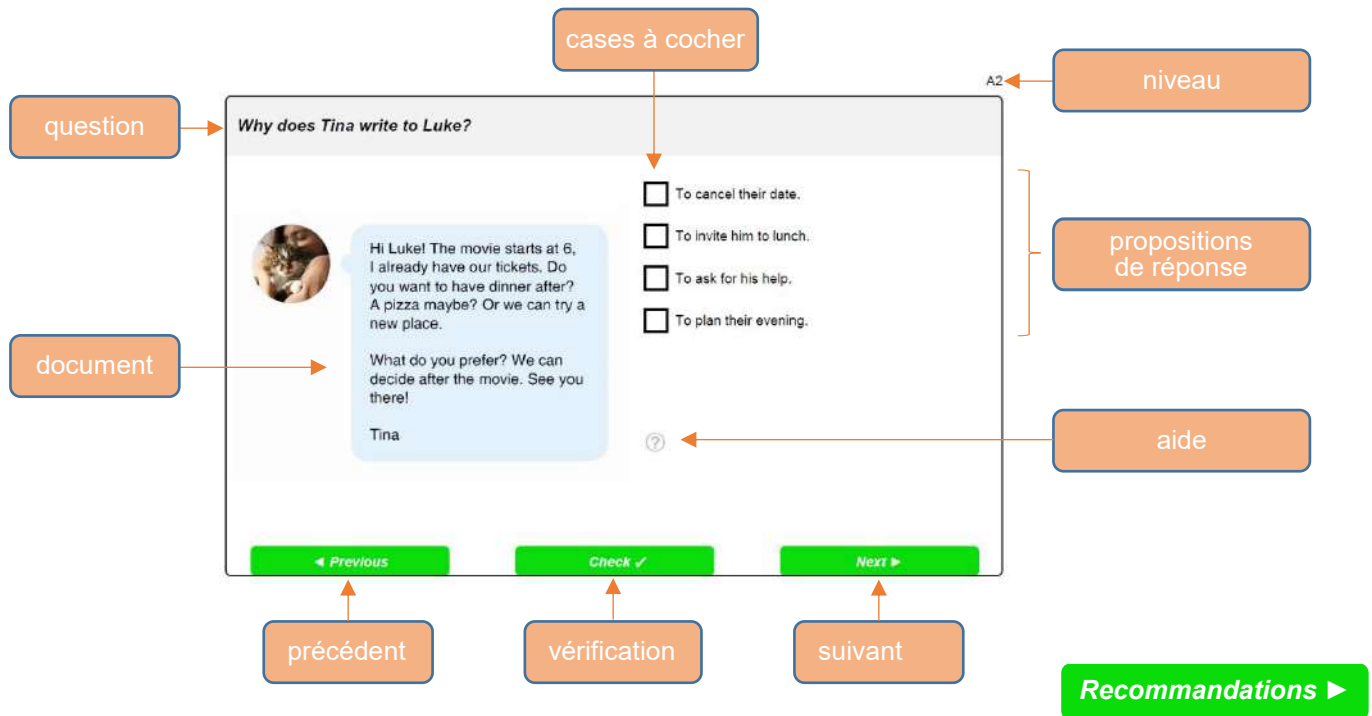 cases à cocher
A2
niveau
question
Why does Tina write to Luke?
To cancel their date.
To invite him to lunch.
To ask for his help.
To plan their evening.
propositions
de réponse
Hi Luke! The movie starts at 6,
I already have our tickets. Do
you want to have dinner after?
A pizza maybe? Or we can try a
new place.
What do you prefer? We can
decide after the movie. See you
there!
Tina
document
?
aide
◄ Previous
Check ✓
Next ►
précédent
vérification
suivant
Recommandations ►